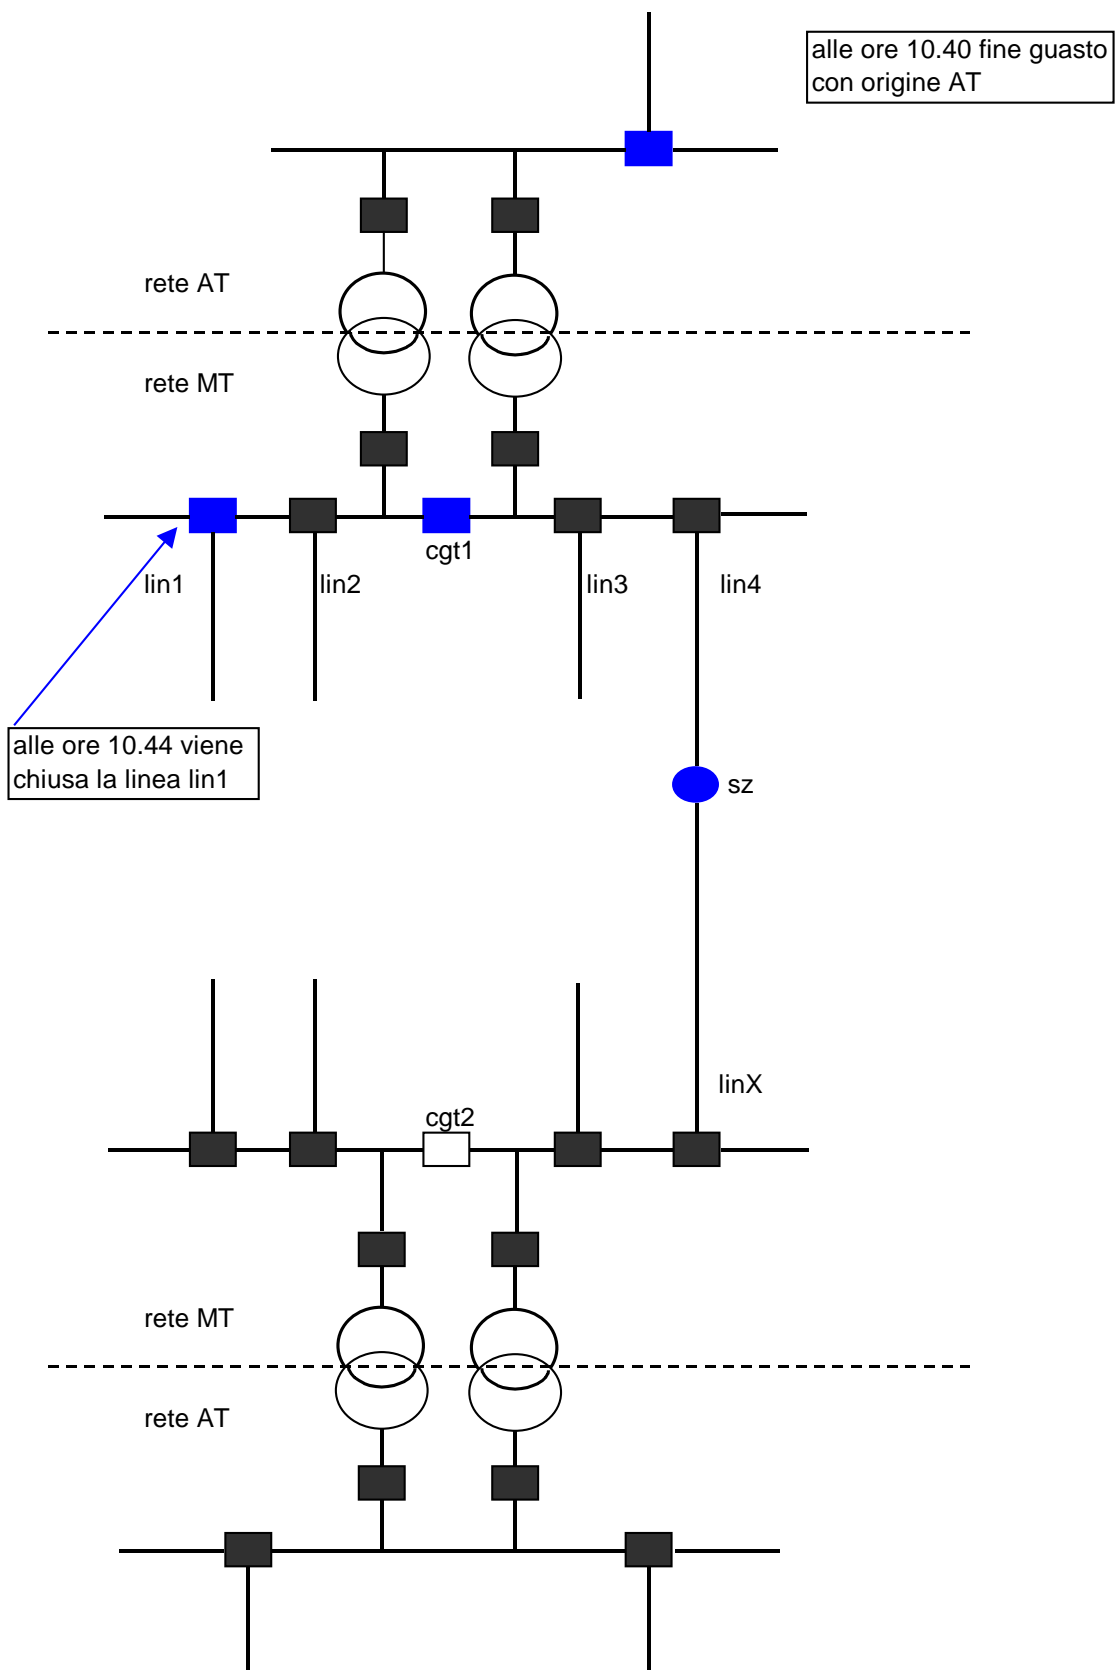 alle ore 10.40 fine guasto
con origine AT
rete AT
rete MT
cgt1
lin1
lin2
lin3
lin4
alle ore 10.44 viene
chiusa la linea lin1
sz
linX
cgt2
rete MT
rete AT